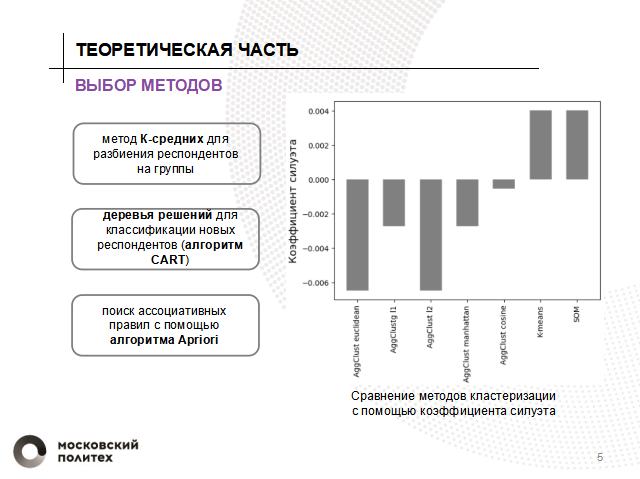 ТЕОРЕТИЧЕСКАЯ ЧАСТЬ
ВЫБОР МЕТОДОВ
метод К-средних для
разбиения респондентов
на группы
деревья решений для
классификации новых
респондентов (алгоритм
CART)
поиск ассоциативных
правил с помощью
алгоритма Apriori
Коэффициент силуэта
0.004
0.002
0.000
−0.002
−0.004
−0.006
AggClust euclidean
AggClustg l1
AggClust l2
AggClust manhattan
AggClust cosine
K-means
SOM
Сравнение методов кластеризации
с помощью коэффициента силуэта
МОСКОВСКИЙ
ПОЛИТЕХ
5